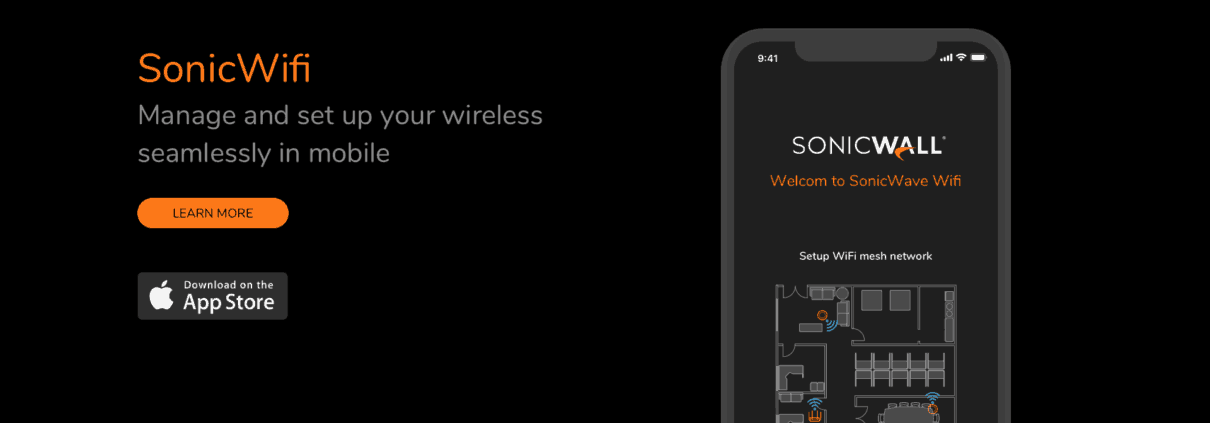 SonicWifi
Manage and set up your wireless
seamlessly in mobile
LEARN MORE
Download on the
App Store
9:41
SONICWALL®
Welcom to SonicWave Wifi
Setup WiFi mesh network